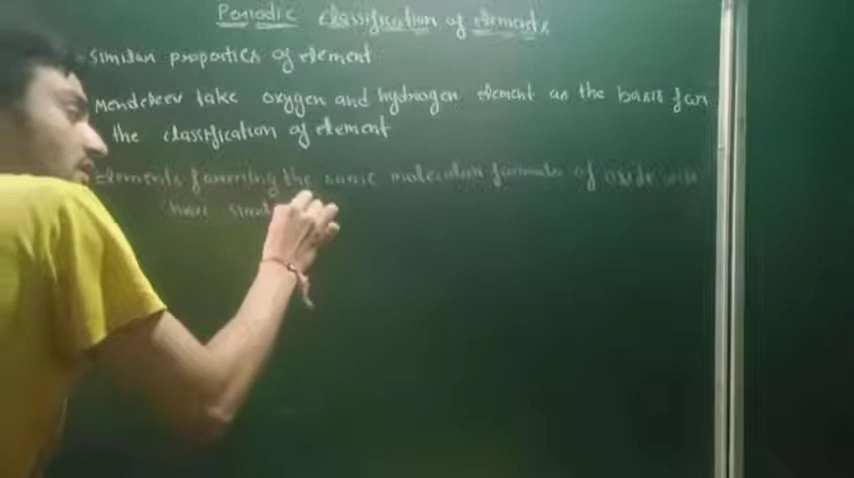 Periodic classification of elements
Similar properties of element
Mendeleev take oxygen and hydrogen element as the basis for
the classification of element
elements forming the same molecular formula of oxide
have